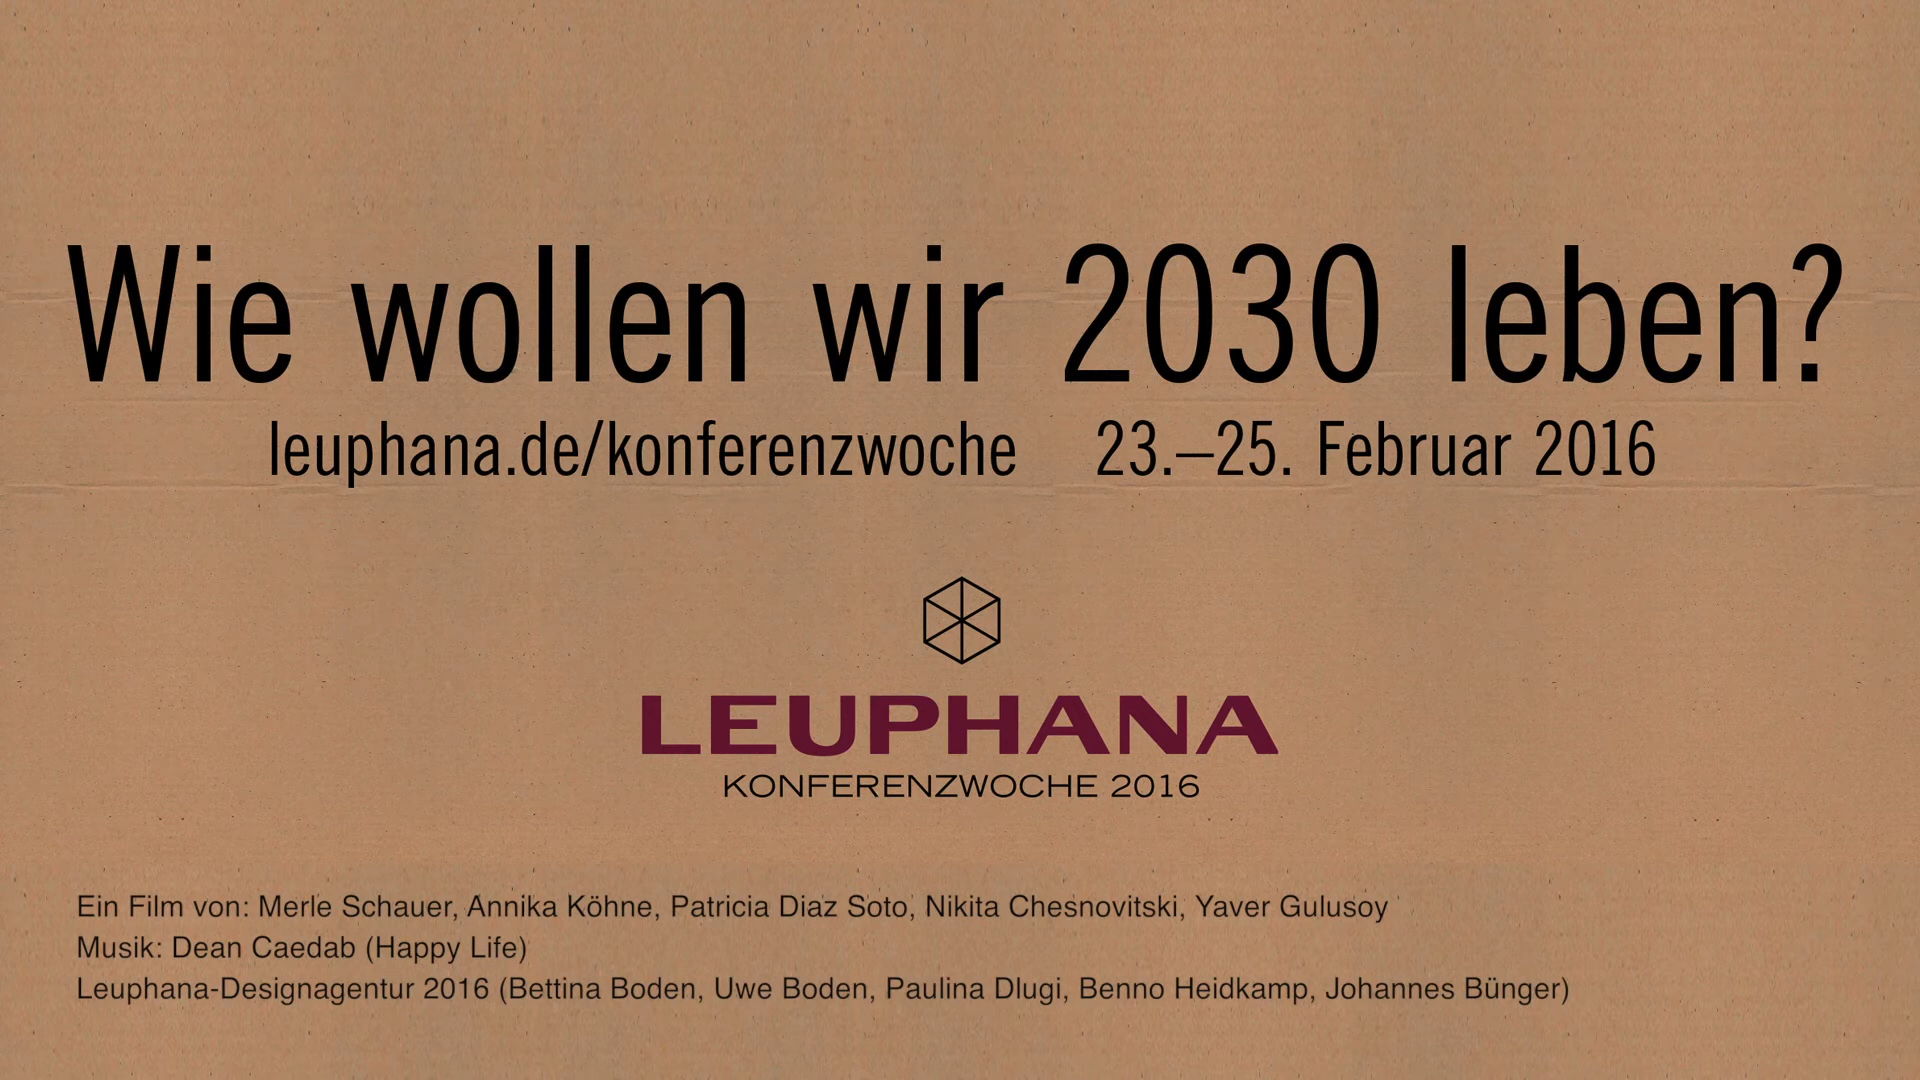 Wie wollen wir 2030 leben?
leuphana.de/konferenzwoche 23.–25. Februar 2016
LEUPHANA
KONFERENZWOCHE 2016
Ein Film von: Merle Schauer, Annika Köhne, Patricia Diaz Soto, Nikita Chesnovitski, Yaver Gulusoy
Musik: Dean Caedab (Happy Life)
Leuphana-Designagentur 2016 (Bettina Boden, Uwe Boden, Paulina Dlugi, Benno Heidkamp, Johannes Bünger)